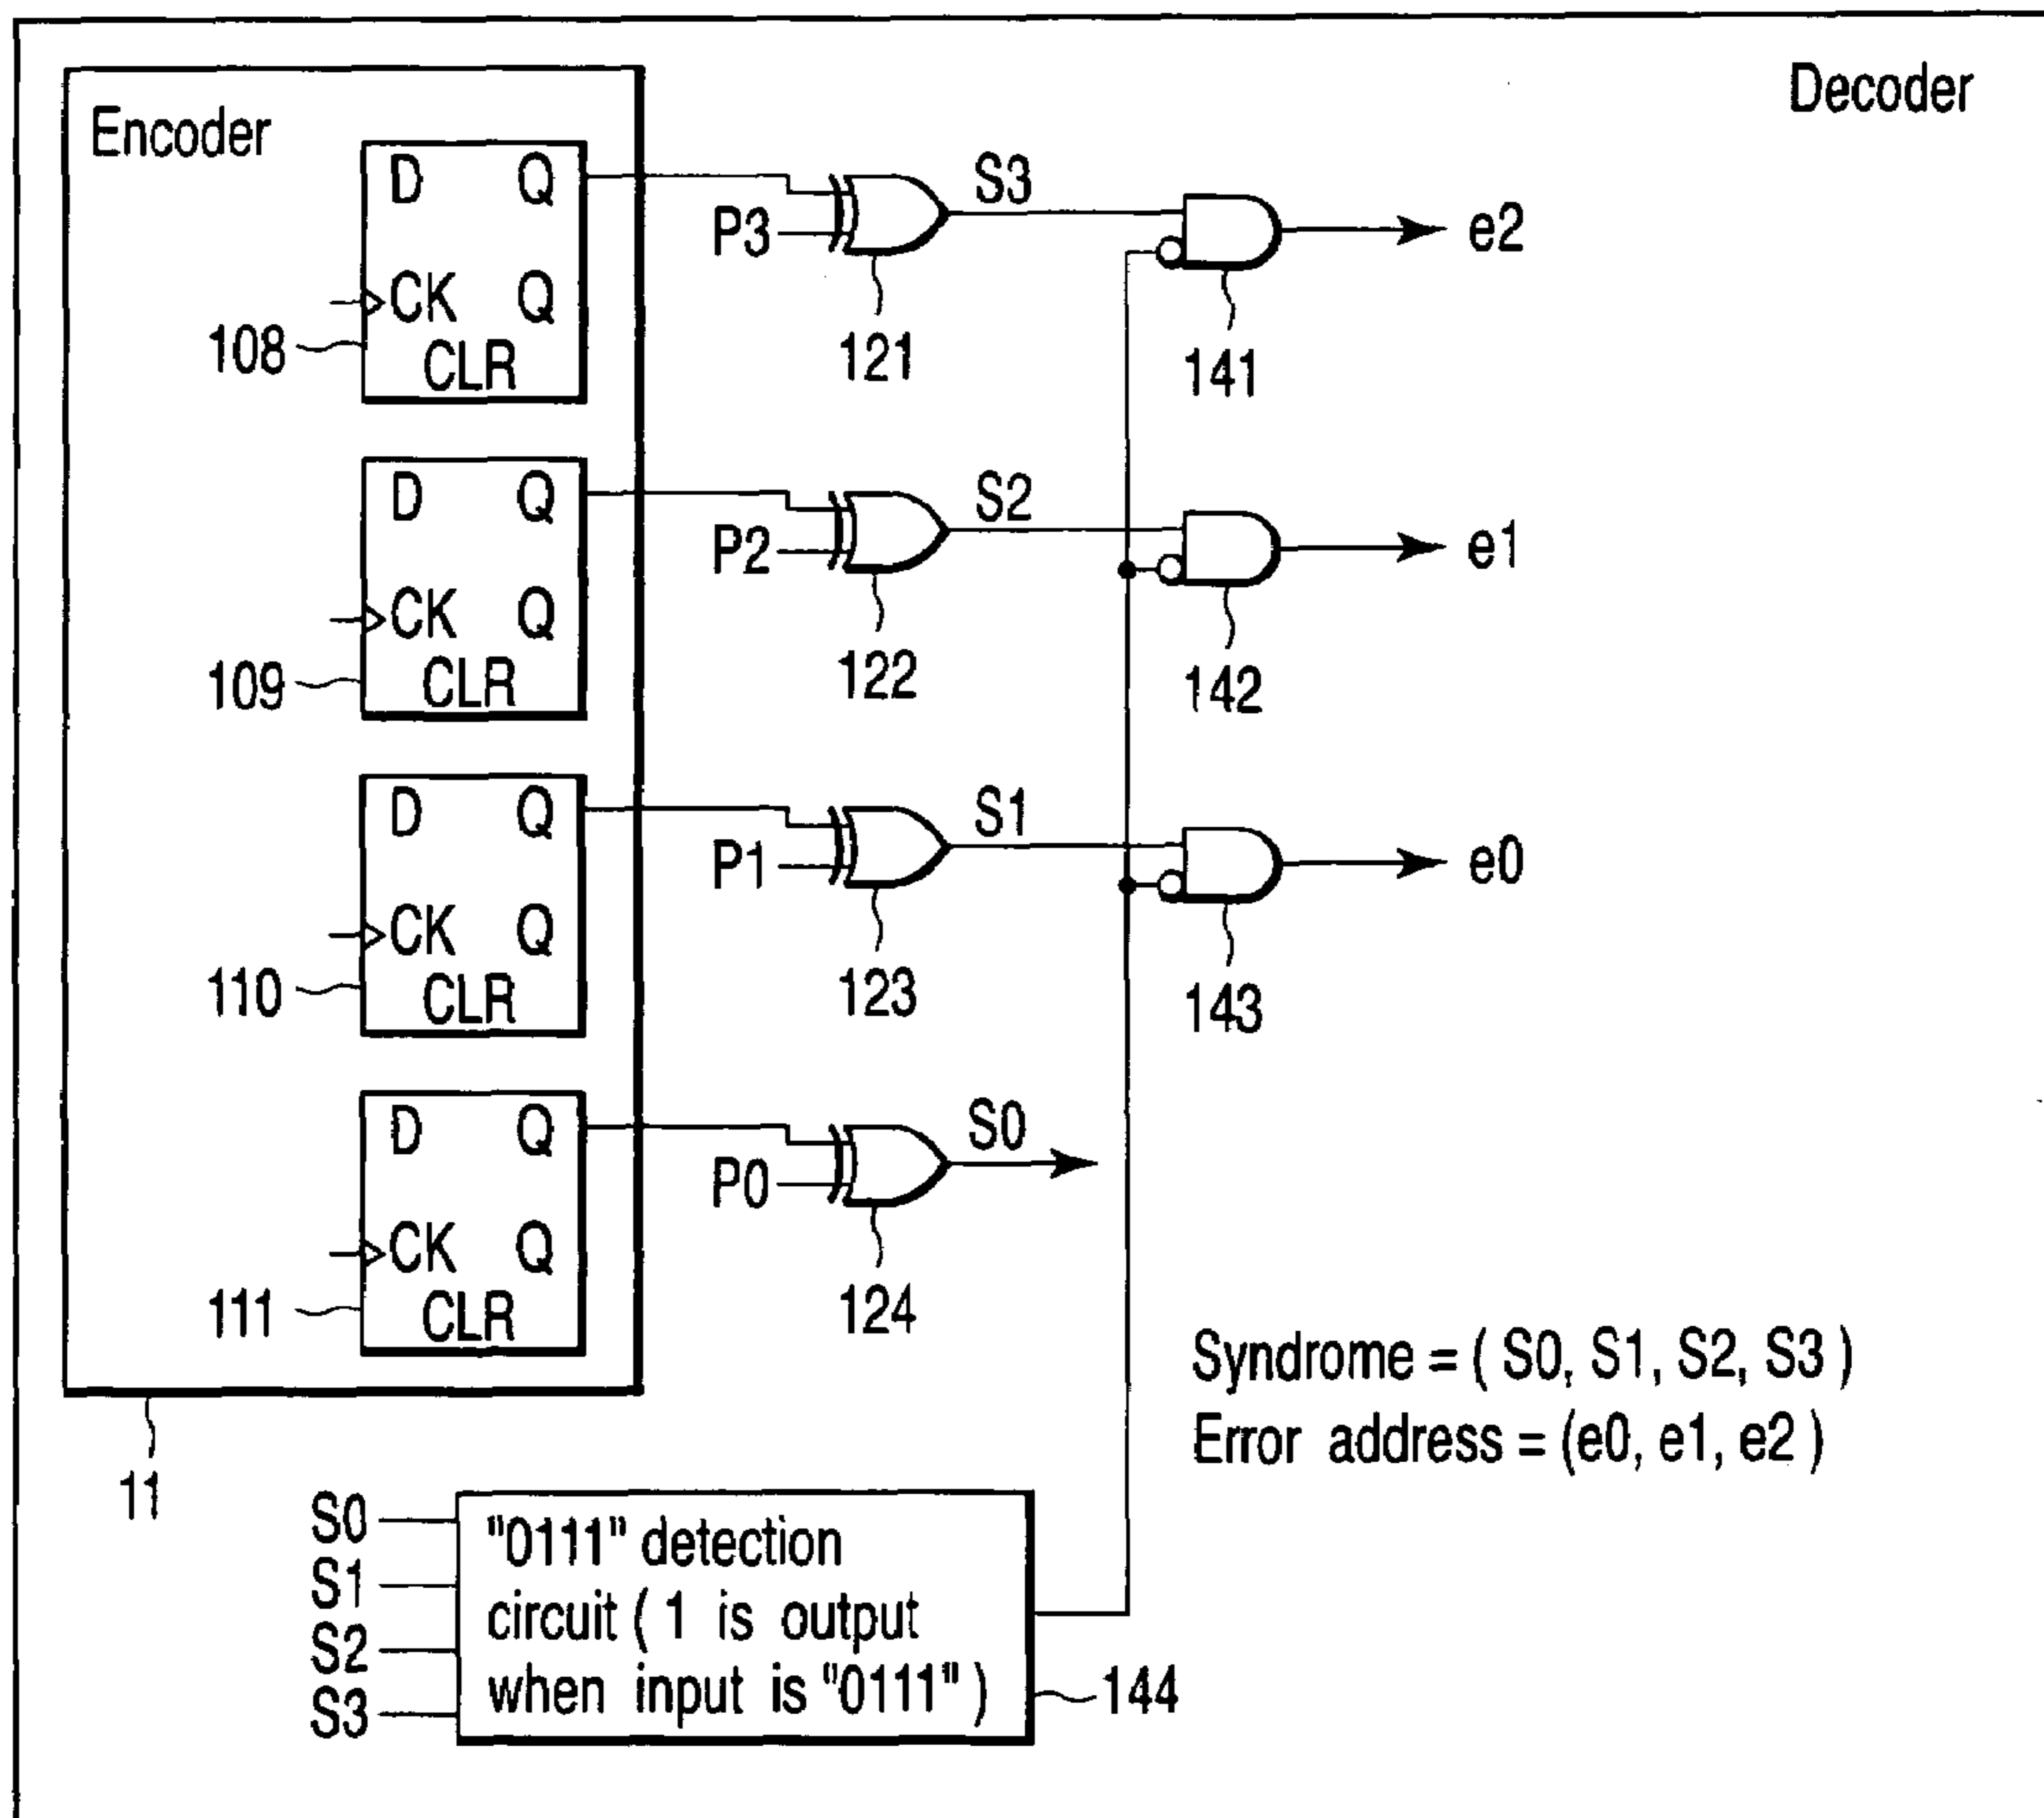 Decoder
Encoder
D Q
CK Q
CLR
108
P3
S3
121
141
e2
D Q
CK Q
CLR
109
P2
S2
122
142
e1
D Q
CK Q
CLR
110
P1
S1
123
143
e0
D Q
CK Q
CLR
111
P0
S0
124
11
Syndrome = ( S0, S1, S2, S3 )
Error address = (e0, e1, e2 )
S0
S1
S2
S3
"0111" detection
circuit ( 1 is output
when input is "0111" )
144